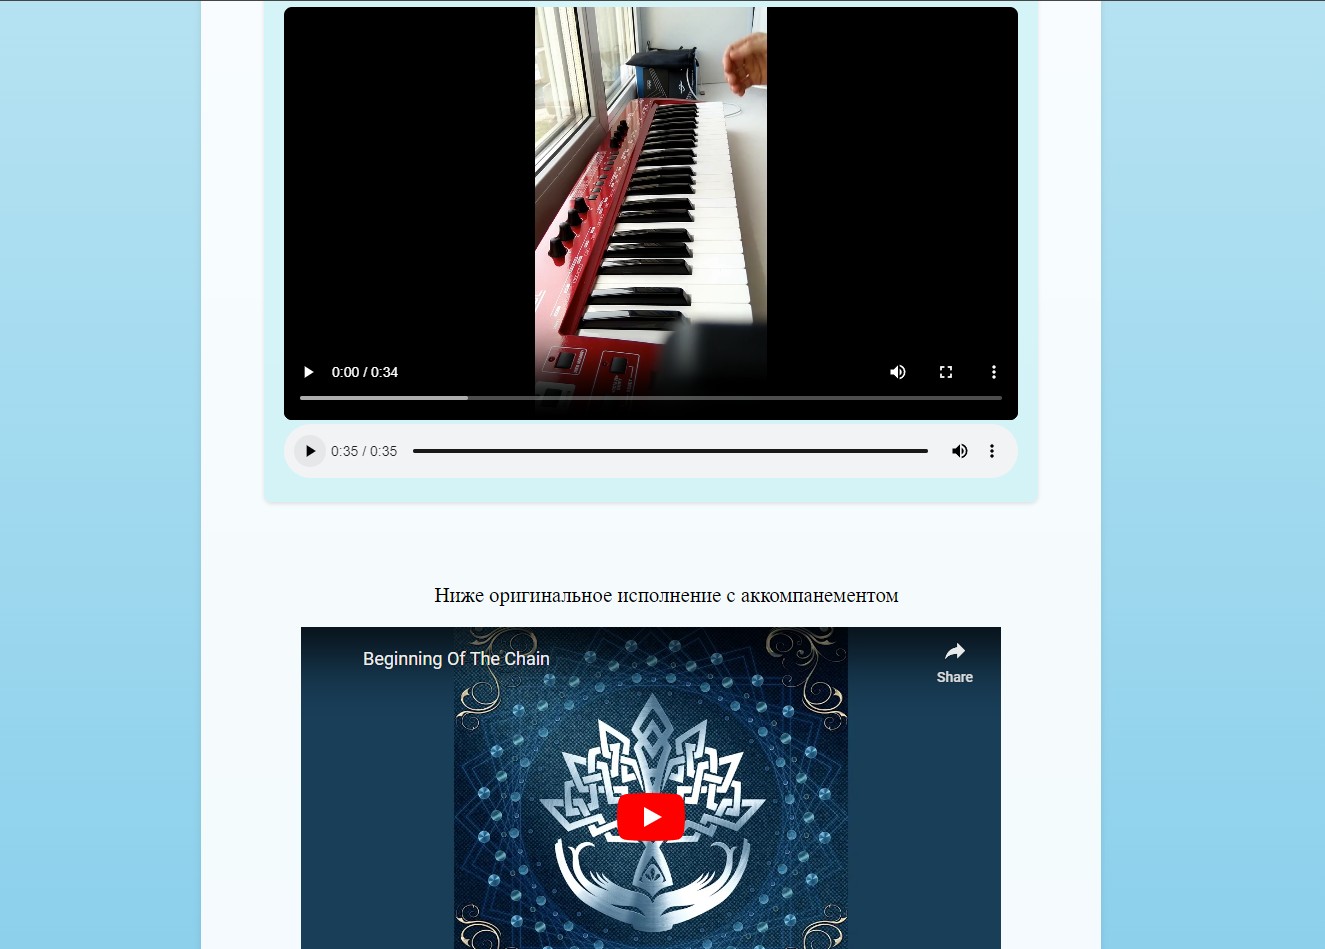 0:00 / 0:34
0:35 / 0:35
Ниже оригинальное исполнение с аккомпанементом
Beginning Of The Chain
Share